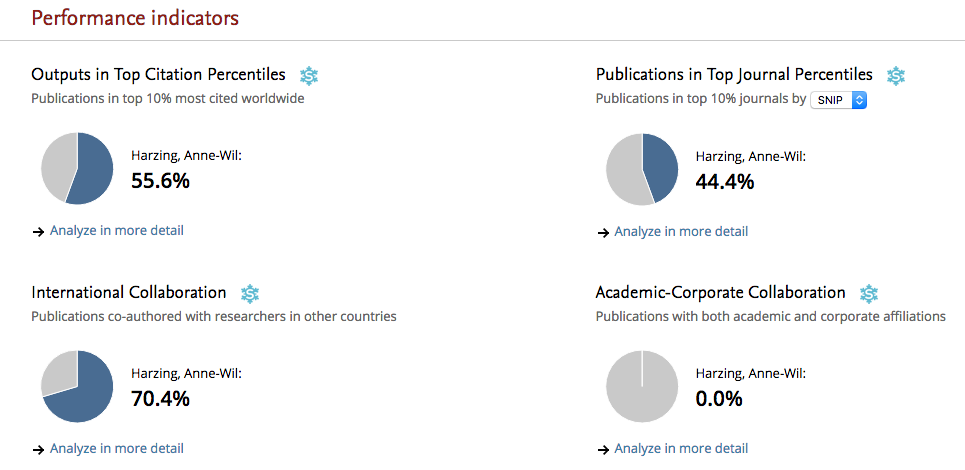 Performance indicators
Outputs in Top Citation Percentiles
Publications in top 10% most cited worldwide
Harzing, Anne-Wil:
55.6%
Analyze in more detail
Publications in Top Journal Percentiles
Publications in top 10% journals by SNIP
Harzing, Anne-Wil:
44.4%
Analyze in more detail
International Collaboration
Publications co-authored with researchers in other countries
Harzing, Anne-Wil:
70.4%
Analyze in more detail
Academic-Corporate Collaboration
Publications with both academic and corporate affiliations
Harzing, Anne-Wil:
0.0%
Analyze in more detail